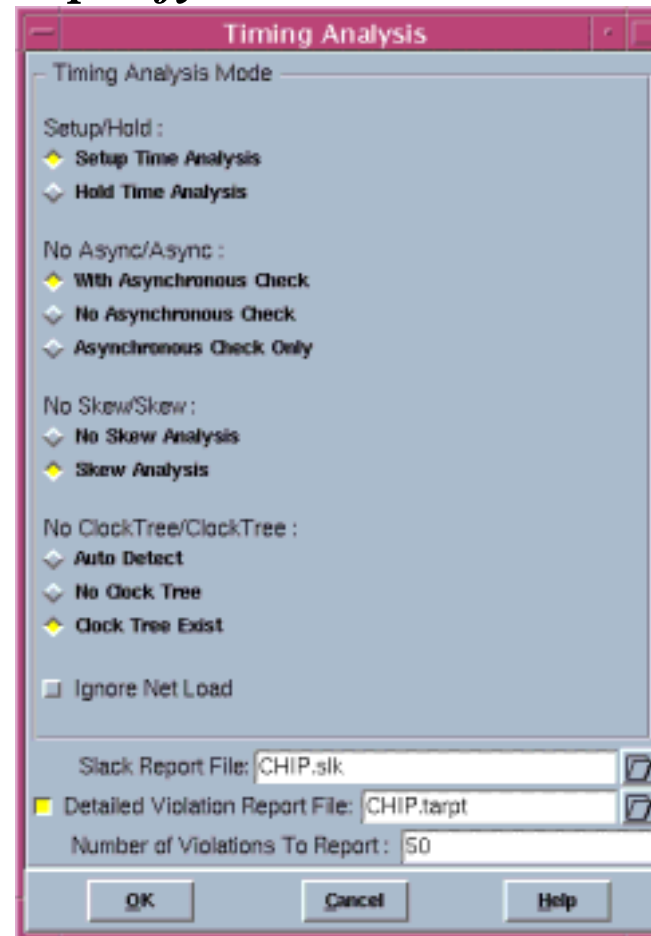 Timing Analysis
Timing Analysis Mode
Setup/Hold :
Setup Time Analysis
Hold Time Analysis
No Async/Async :
With Asynchronous Check
No Asynchronous Check
Asynchronous Check Only
No Skew/Skew :
No Skew Analysis
Skew Analysis
No ClockTree/ClockTree :
Auto Detect
No Clock Tree
Clock Tree Exist
Ignore Net Load
Slack Report File: CHIP.slk
Detailed Violation Report File: CHIP.tarpt
Number of Violations To Report : 50
OK Cancel Help